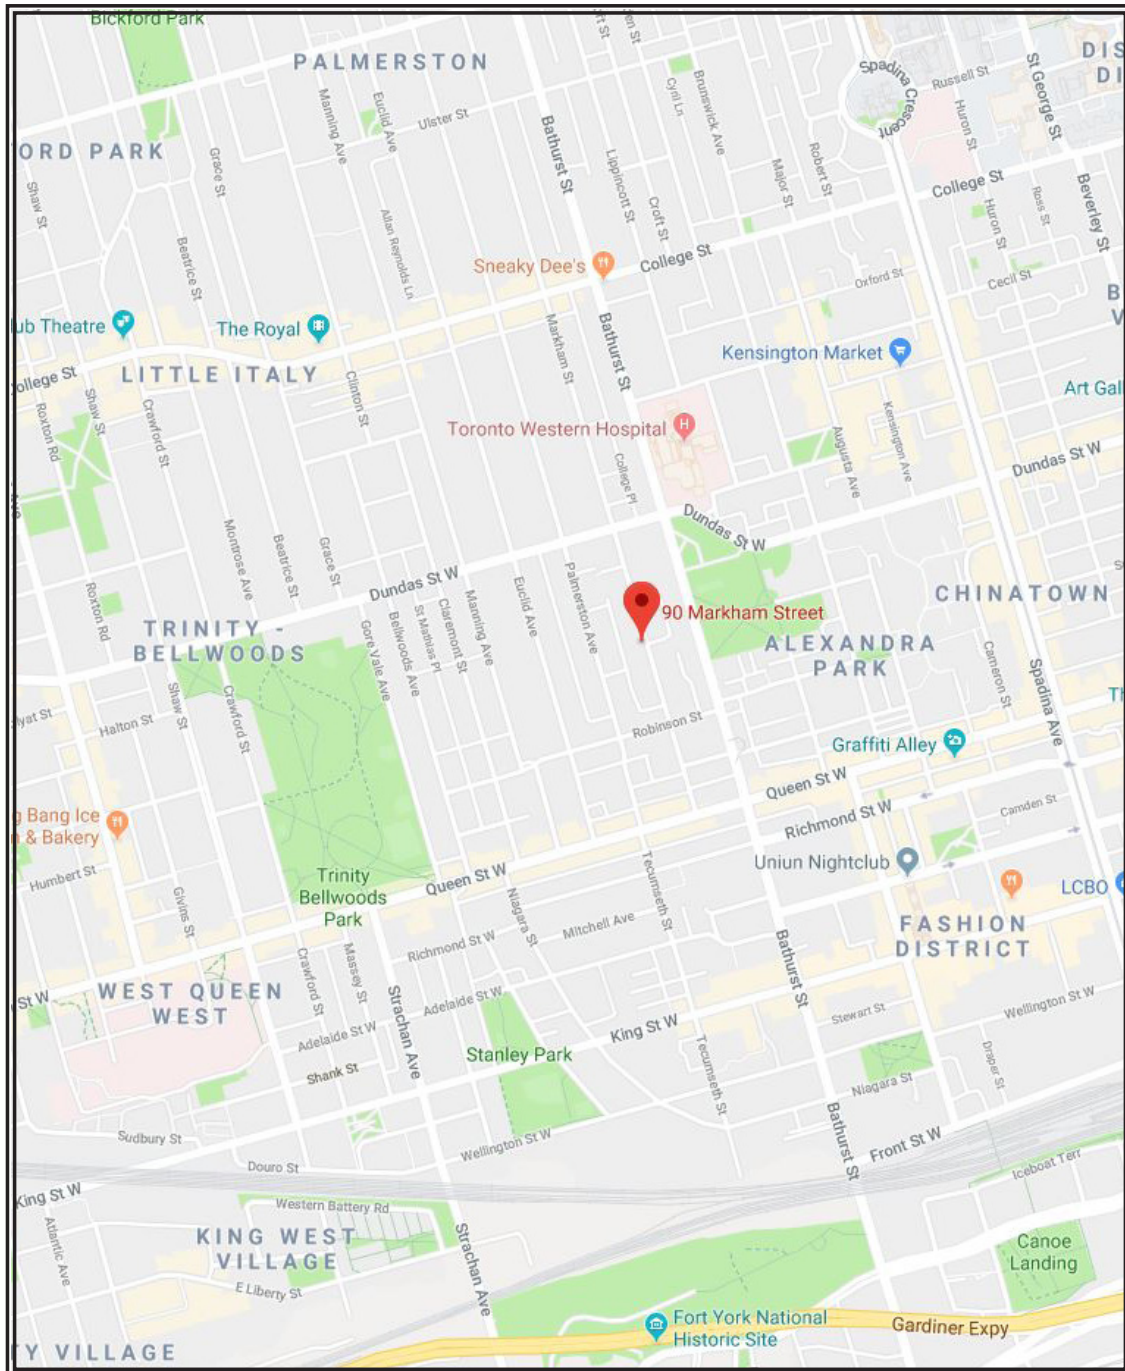 Bickford Park
PALMERSTON
Spadina Crescent
Russell St
St George St
DIS
DI
Manning Ave
Euclid Ave
Ulster St
Bathurst St
Cyril Ln
Brunswick Ave
Huron St
ORD PARK
Grace St
Shaw St
Lippincott St
Croft St
Major St
Robert St
College St
Huron St
Ross St
Beverley St
Beatrice St
Allan Reynolds Ln
Sneaky Dee's
College St
Oxford St
Cecil St
B
V
ub Theatre
The Royal
Markham St
Bathurst St
Kensington Market
ollege St
LITTLE ITALY
Clinton St
Art Gal
Roxton Rd
Shaw St
Crawford St
Toronto Western Hospital
H
Augusta Ave
Kensington Ave
College Pl
Dundas St W
Dundas St W
Montrose Ave
Beatrice St
Grace St
Dundas St W
Euclid Ave
Palmerston Ave
Roxton Rd
TRINITY -
BELLWOODS
Gore Vale Ave
Bellwoods Ave
St Mathias Pl
Claremont St
Manning Ave
90 Markham Street
CHINATOWN
ALEXANDRA
PARK
Cameron St
Spadina Ave
Shaw St
Crawford St
lyat St
Halton St
Robinson St
Graffiti Alley
Th
Queen St W
Richmond St W
Camden St
g Bang Ice
n & Bakery
Humbert St
Givins St
Trinity
Bellwoods
Park
Queen St W
Niagara St
Tecumseth St
Mitchell Ave
Uniun Nightclub
LCBO
FASHION
DISTRICT
Richmond St W
Bathurst St
St W
WEST QUEEN
WEST
Crawford St
Massey St
Strachan Ave
Adelaide St W
Adelaide St W
Shank St
Stanley Park
King St W
Tecumseth St
Stewart St
Wellington St W
Draper St
Niagara St
Sudbury St
Douro St
Wellington St W
Bathurst St
Front St W
Iceboat Terr
King St W
Western Battery Rd
Atlantic Ave
KING WEST
VILLAGE
E Liberty St
Strachan Ave
Canoe
Landing
Fort York National
Historic Site
Gardiner Expy
TY VILLAGE